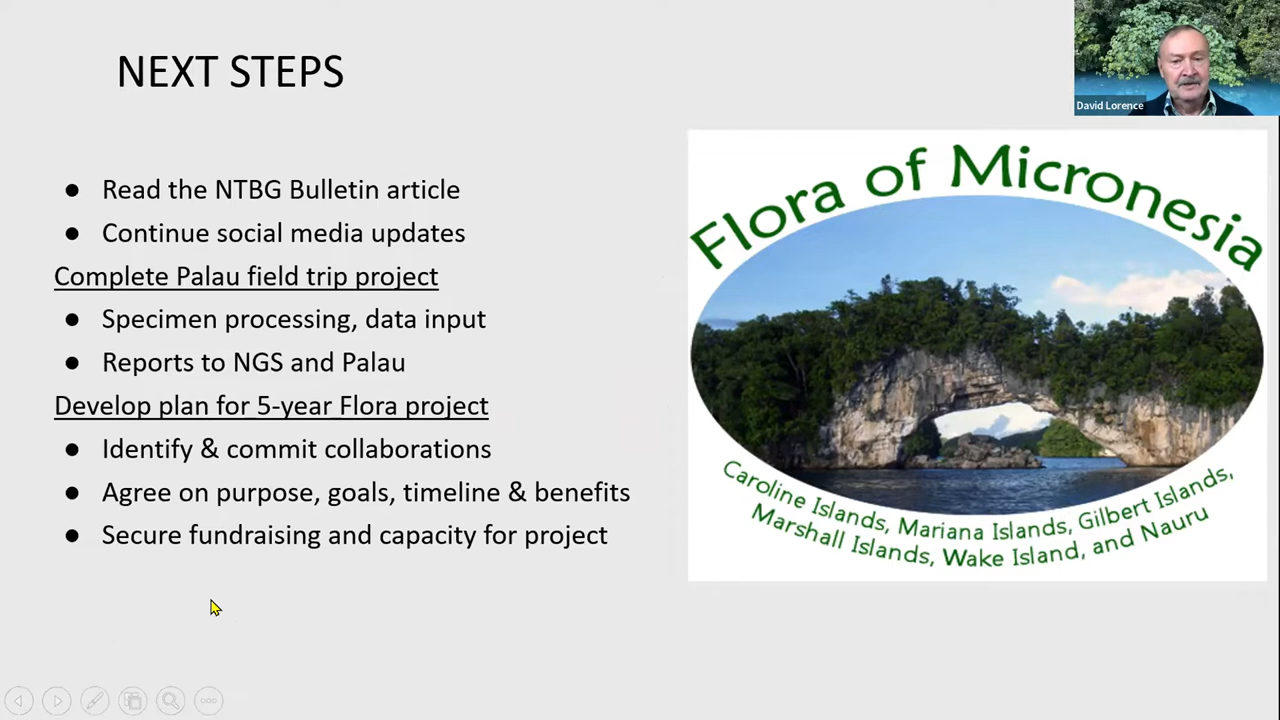 NEXT STEPS
David Lorence
● Read the NTBG Bulletin article
● Continue social media updates
Complete Palau field trip project
● Specimen processing, data input
● Reports to NGS and Palau
Develop plan for 5-year Flora project
● Identify & commit collaborations
● Agree on purpose, goals, timeline & benefits
● Secure fundraising and capacity for project
Flora of Micronesia
Caroline Islands, Mariana Islands, Gilbert Islands,
Marshall Islands, Wake Island, and Nauru